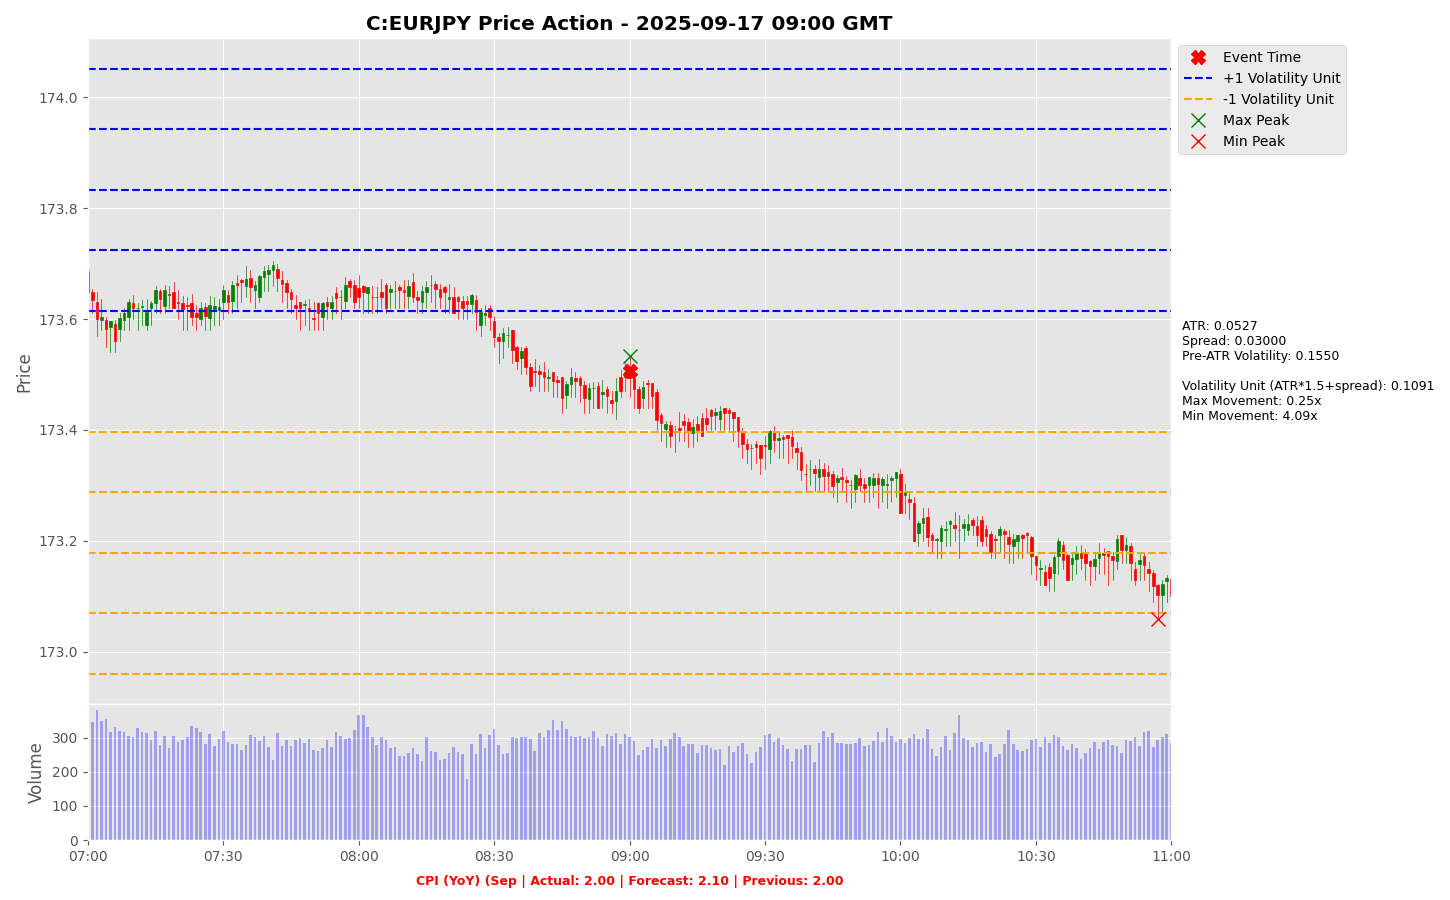 C:EURJPY Price Action - 2025-09-17 09:00 GMT
Event Time
+1 Volatility Unit
-1 Volatility Unit
Max Peak
Min Peak
174.0
173.8
173.6
173.4
173.2
173.0
Price
ATR: 0.0527
Spread: 0.03000
Pre-ATR Volatility: 0.1550
Volatility Unit (ATR*1.5+spread): 0.1091
Max Movement: 0.25x
Min Movement: 4.09x
300
200
100
0
Volume
07:00 07:30 08:00 08:30 09:00 09:30 10:00 10:30 11:00
CPI (YoY) (Sep | Actual: 2.00 | Forecast: 2.10 | Previous: 2.00